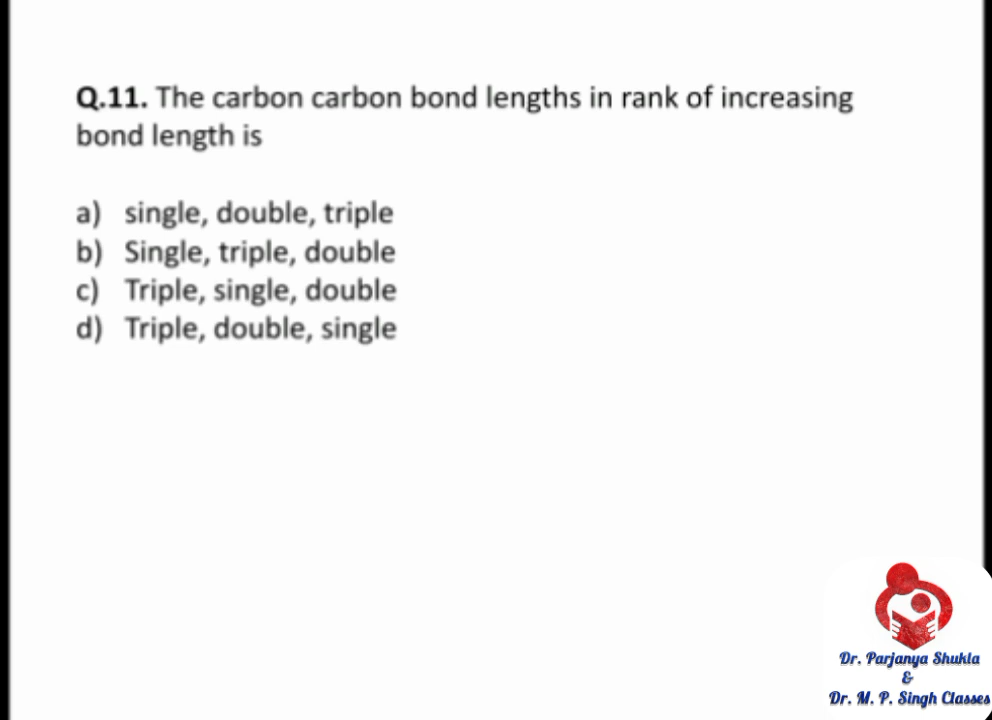 Q.11. The carbon carbon bond lengths in rank of increasing
bond length is
a) single, double, triple
b) Single, triple, double
c) Triple, single, double
d) Triple, double, single
Dr. Parjanya Shukla
&
Dr. M. P. Singh Classes